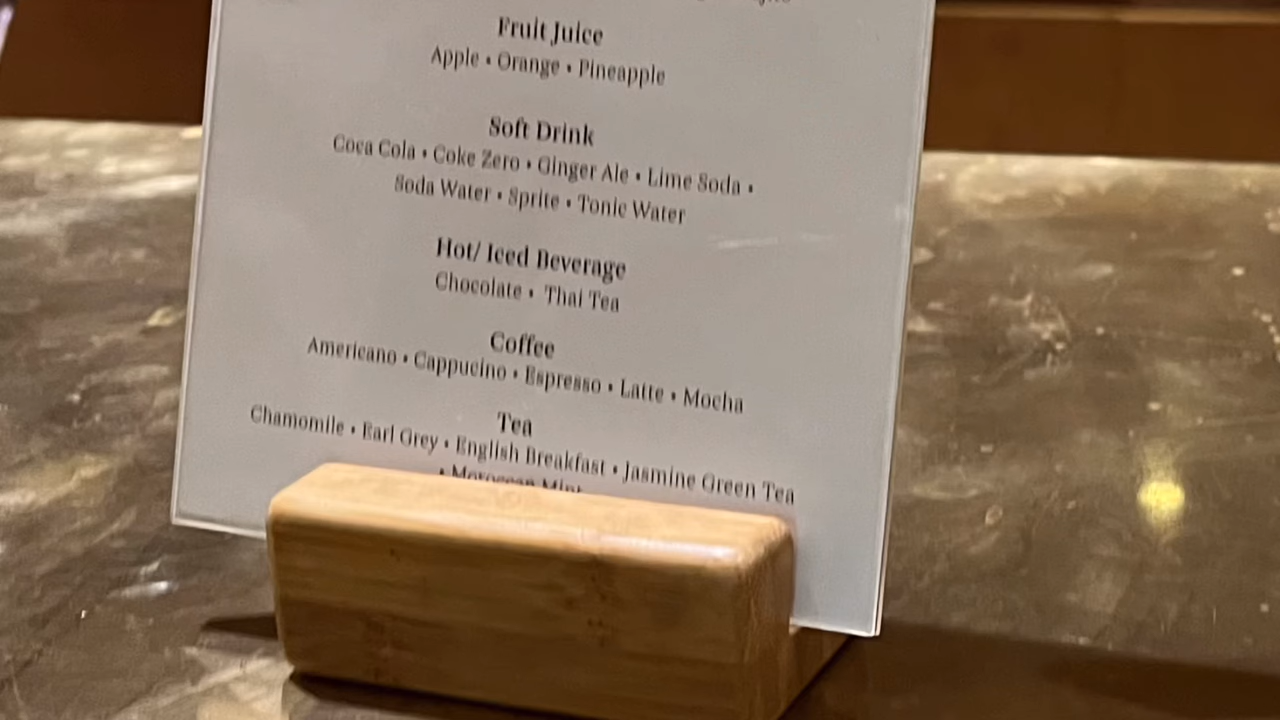 Fruit Juice
Apple • Orange • Pineapple
Soft Drink
Coca Cola • Coke Zero • Ginger Ale • Lime Soda •
Soda Water • Sprite • Tonic Water
Hot/ Iced Beverage
Chocolate • Thai Tea
Coffee
Americano • Cappucino • Espresso • Latte • Mocha
Tea
Chamomile • Earl Grey • English Breakfast • Jasmine Green Tea
• Moroccan Mint